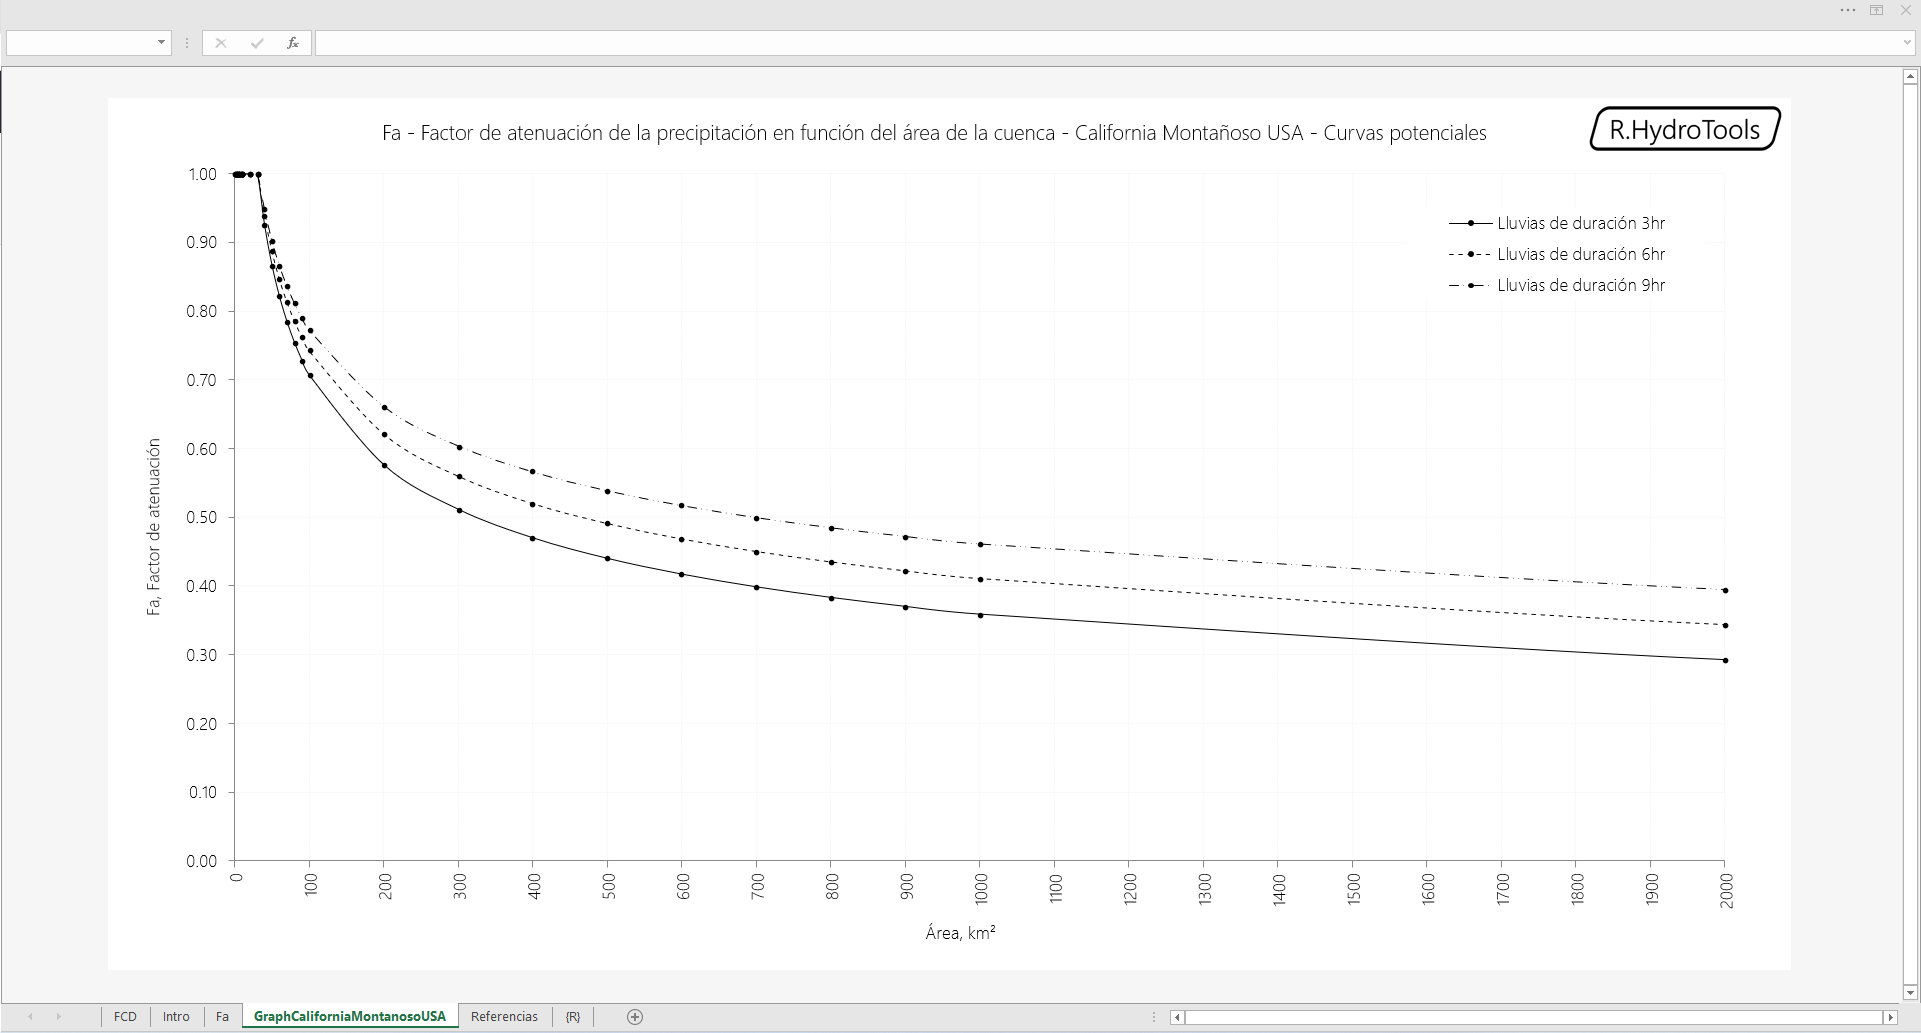 fx
Fa - Factor de atenuación de la precipitación en función del área de la cuenca - California Montañoso USA - Curvas potenciales
R.HydroTools
Lluvias de duración 3hr
Lluvias de duración 6hr
Lluvias de duración 9hr
1.00
0.90
0.80
0.70
0.60
0.50
0.40
0.30
0.20
0.10
0.00
Fa, Factor de atenuación
0 100 200 300 400 500 600 700 800 900 1000 1100 1200 1300 1400 1500 1600 1700 1800 1900 2000
Área, km²
FCD Intro Fa GraphCaliforniaMontanosoUSA Referencias {R}